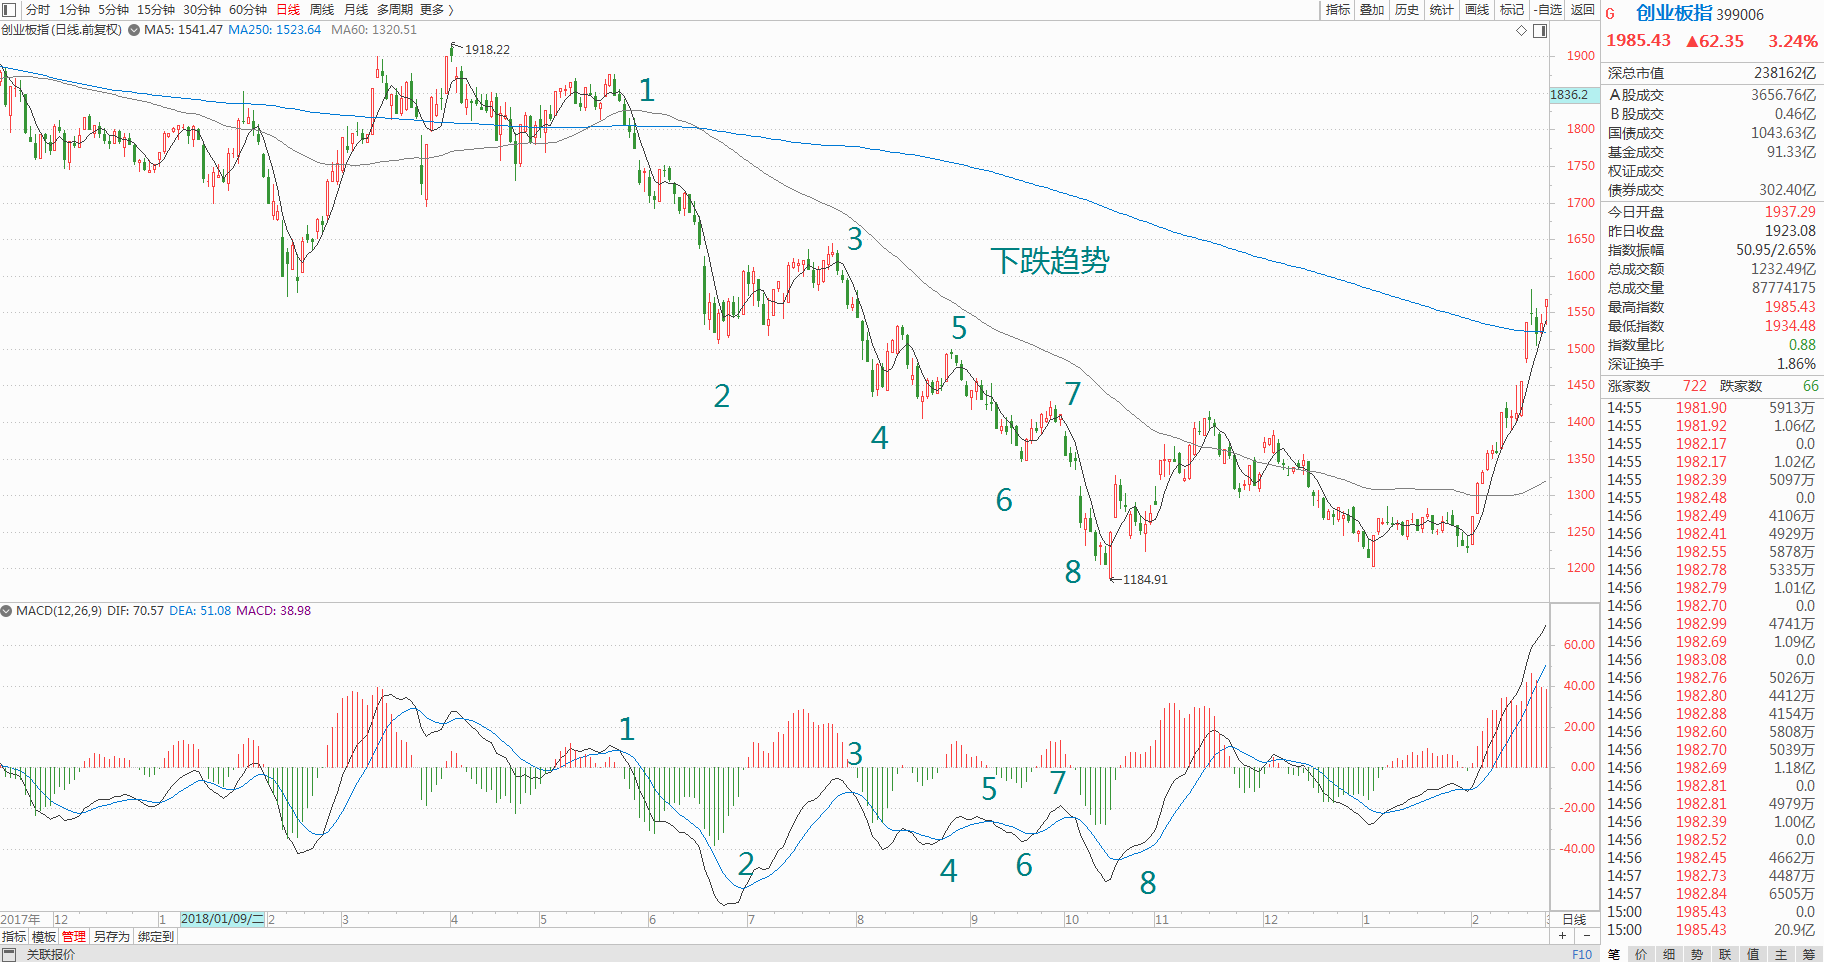 分时 1分钟 5分钟 15分钟 30分钟 60分钟 日线 周线 月线 多周期 更多 〉 指标 叠加 历史 统计 画线 标记 -自选 返回
创业板指(日线.前复权) MA5: 1541.47 MA250: 1523.64 MA60: 1320.51
1918.22
1
3
下跌趋势
5
2
7
4
6
8
1184.91
1900
1836.2
1800
1750
1700
1650
1600
1550
1500
1450
1400
1350
1300
1250
1200
MACD(12,26,9) DIF: 70.57 DEA: 51.08 MACD: 38.98
60.00
40.00
20.00
0.00
-20.00
-40.00
1
3
5
7
2
4
6
8
2017年 12 1 2018/01/09/二 2 3 4 5 6 7 8 9 10 11 12 1 2 3 日线
指标 模板 管理 另存为 绑定到 + -
关联报价 F10
G 创业板指 399006
1985.43 ▲62.35 3.24%
深总市值 238162亿
A股成交 3656.76亿
B股成交 0.46亿
国债成交 1043.63亿
基金成交 91.33亿
权证成交
债券成交 302.40亿
今日开盘 1937.29
昨日收盘 1923.08
指数振幅 50.95/2.65%
总成交额 1232.49亿
总成交量 87774175
最高指数 1985.43
最低指数 1934.48
指数量比 0.88
深证换手 1.86%
涨家数 722 跌家数 66
14:55 1981.90 5913万
14:55 1981.92 1.06亿
14:55 1982.17 0.0
14:55 1982.17 1.02亿
14:55 1982.39 5097万
14:55 1982.48 0.0
14:56 1982.49 4106万
14:56 1982.41 4929万
14:56 1982.55 5878万
14:56 1982.78 5335万
14:56 1982.79 1.01亿
14:56 1982.70 0.0
14:56 1982.99 4741万
14:56 1982.69 1.09亿
14:56 1983.08 0.0
14:56 1982.76 5026万
14:56 1982.80 4412万
14:56 1982.88 4154万
14:56 1982.60 5808万
14:56 1982.70 5039万
14:56 1982.69 1.18亿
14:56 1982.81 0.0
14:56 1982.81 4979万
14:56 1982.39 1.00亿
14:56 1982.52 0.0
14:56 1982.45 4662万
14:57 1982.73 4487万
14:57 1982.84 6505万
15:00 1985.43 0.0
15:00 1985.43 20.9亿
笔 价 细 势 联 值 主 筹